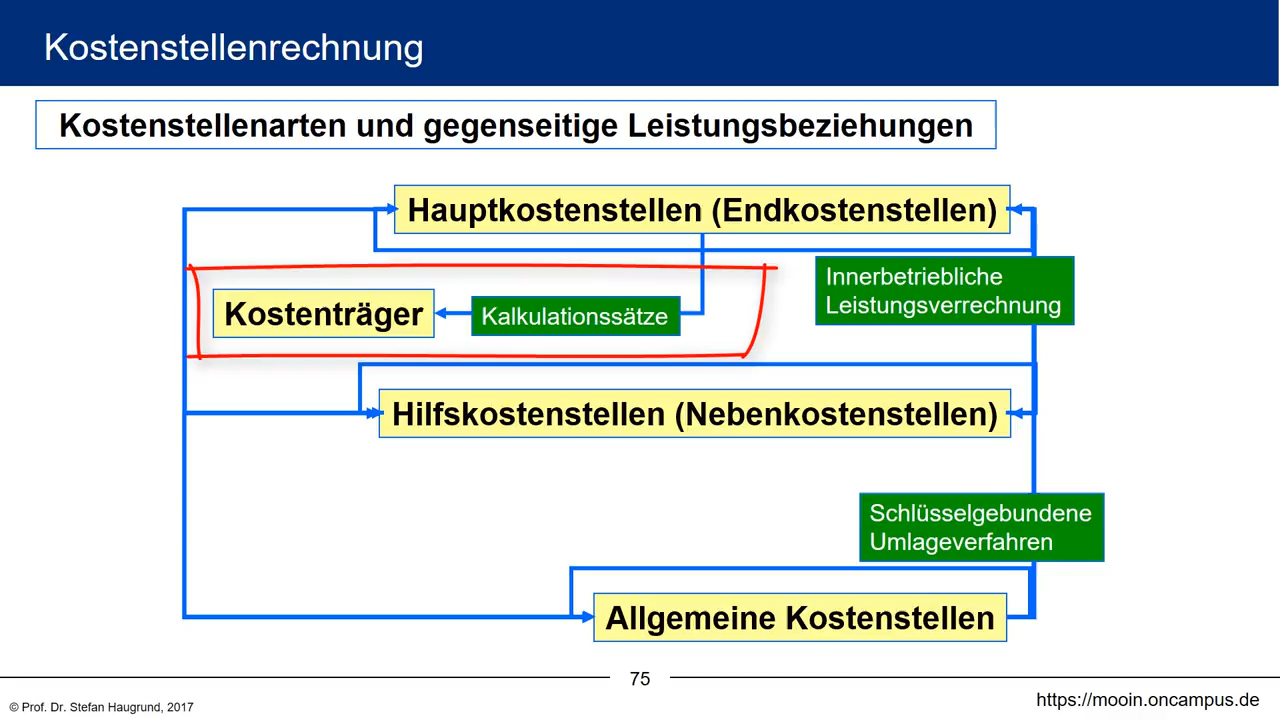 Kostenstellenrechnung
Kostenstellenarten und gegenseitige Leistungsbeziehungen
Hauptkostenstellen (Endkostenstellen)
Innerbetriebliche
Leistungsverrechnung
Kostenträger
Kalkulationssätze
Hilfskostenstellen (Nebenkostenstellen)
Schlüsselgebundene
Umlageverfahren
Allgemeine Kostenstellen
75
© Prof. Dr. Stefan Haugrund, 2017
https://mooin.oncampus.de